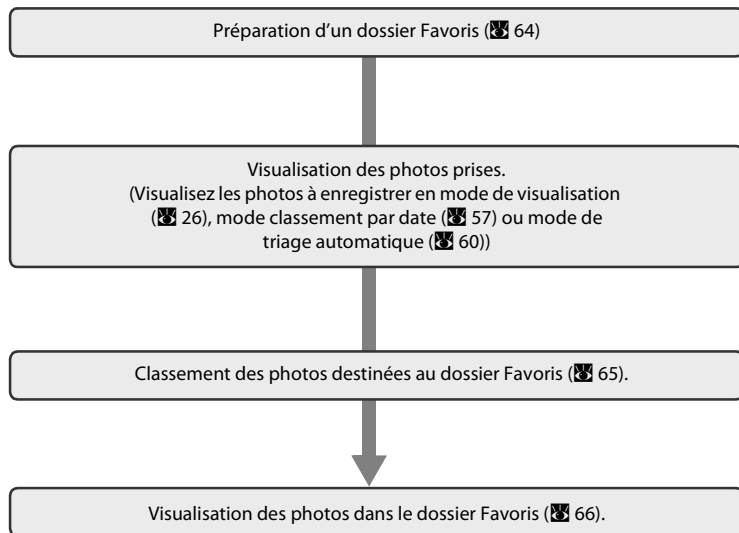 Préparation d’un dossier Favoris (64)
Visualisation des photos prises.
(Visualisez les photos à enregistrer en mode de visualisation
(26), mode classement par date (57) ou mode de
triage automatique (60))
Classement des photos destinées au dossier Favoris (65).
Visualisation des photos dans le dossier Favoris (66).